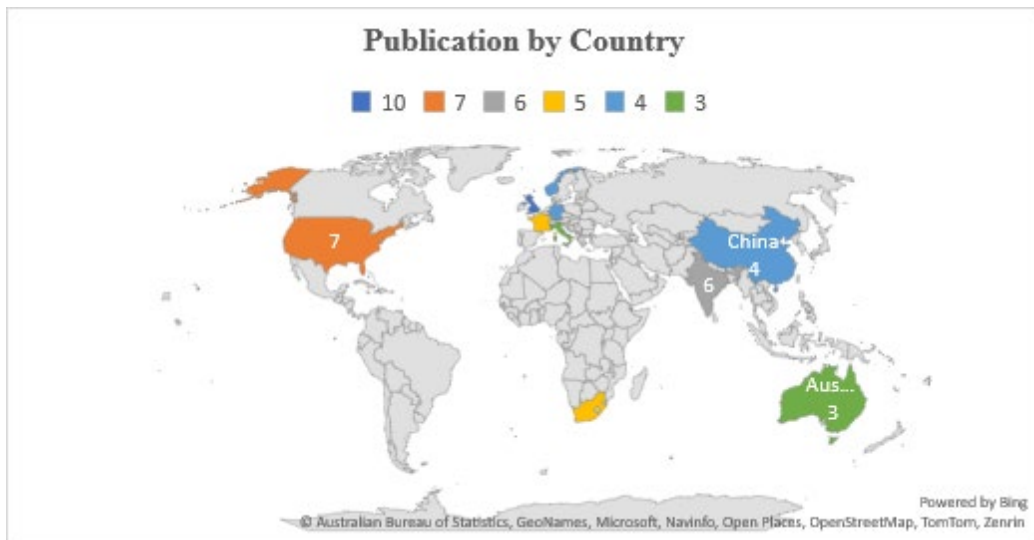 Publication by Country
10 7 6 5 4 3
7
China
4
6
Aus...
3
Powered by Bing
© Australian Bureau of Statistics, GeoNames, Microsoft, Navinfo, Open Places, OpenStreetMap, TomTom, Zenrin